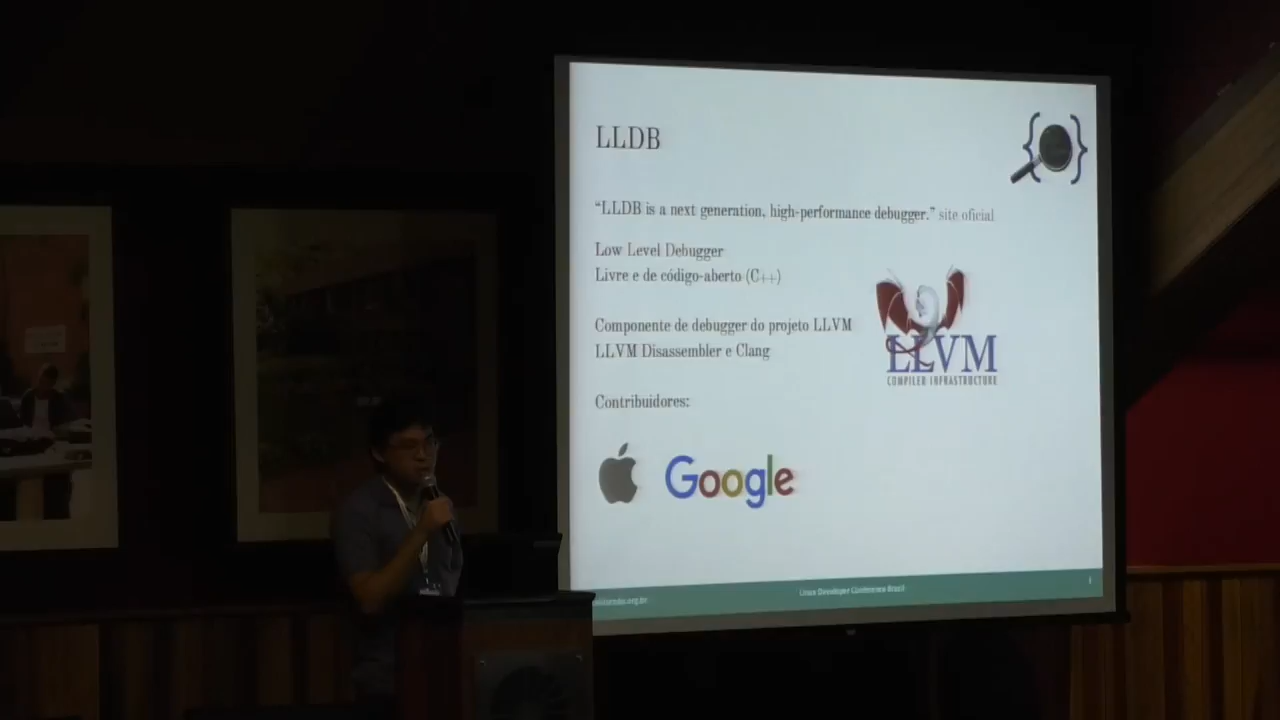 LLDB
“LLDB is a next generation, high-performance debugger.” site oficial
Low Level Debugger
Livre e de código-aberto (C++)
Componente de debugger do projeto LLVM
LLVM Disassembler e Clang
LLVM
COMPILER INFRASTRUCTURE
Contribuidores:
Google
Linux Developer Conference Brazil